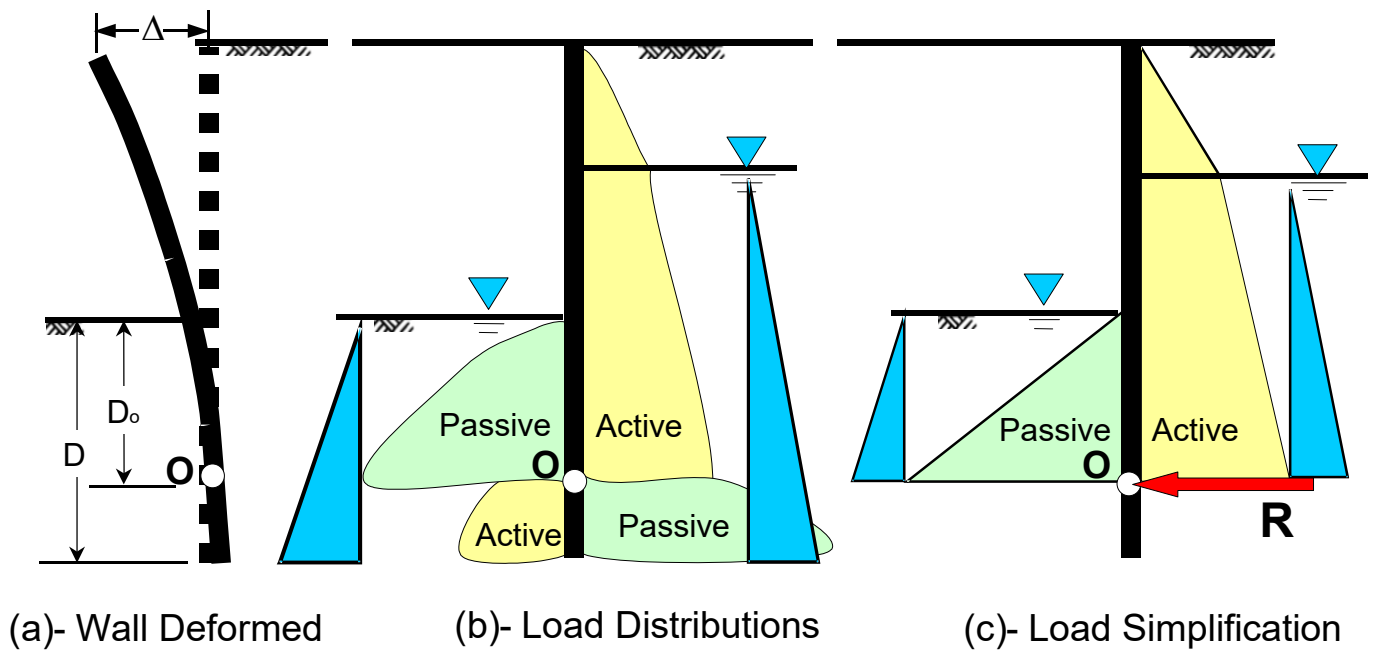 Δ
Dₒ
D
O
(a)- Wall Deformed
Passive
Active
O
Active
Passive
(b)- Load Distributions
Passive
Active
O
R
(c)- Load Simplification